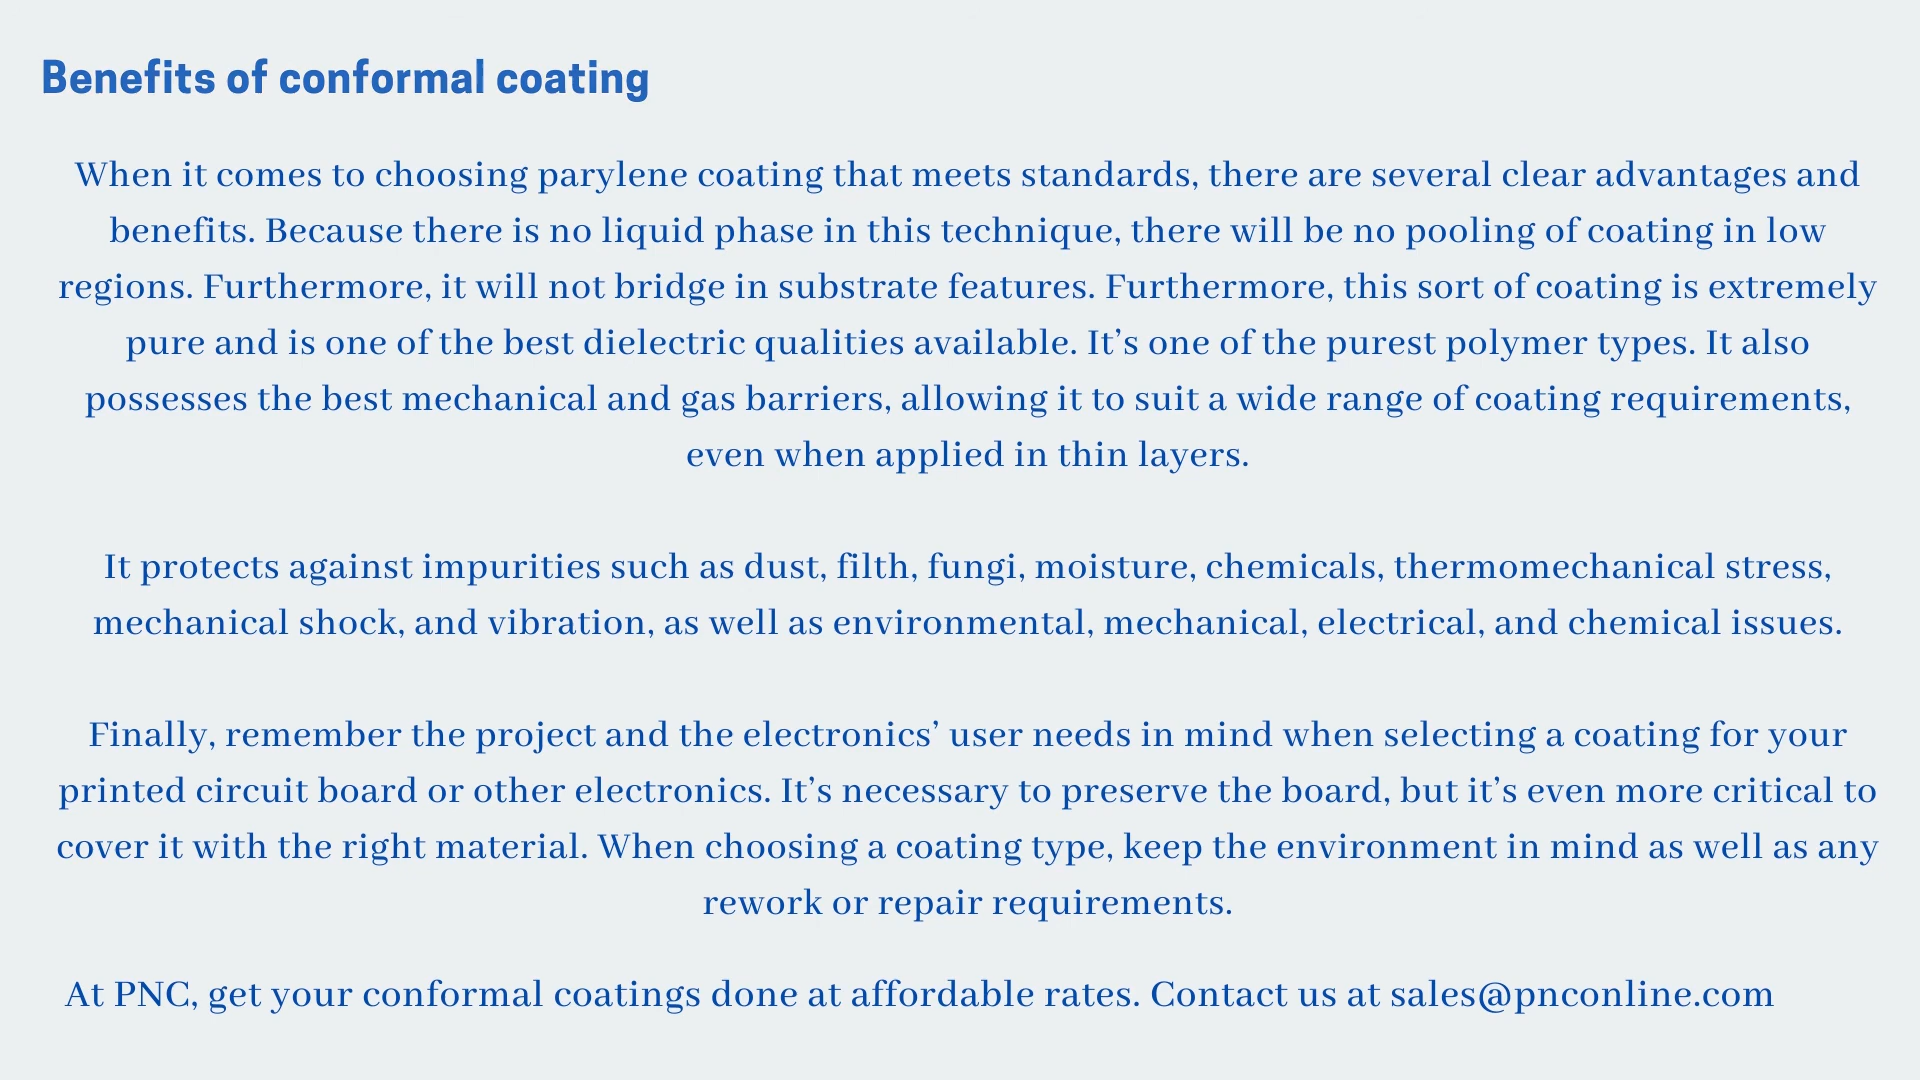 Benefits of conformal coating
When it comes to choosing parylene coating that meets standards, there are several clear advantages and
benefits. Because there is no liquid phase in this technique, there will be no pooling of coating in low
regions. Furthermore, it will not bridge in substrate features. Furthermore, this sort of coating is extremely
pure and is one of the best dielectric qualities available. It’s one of the purest polymer types. It also
possesses the best mechanical and gas barriers, allowing it to suit a wide range of coating requirements,
even when applied in thin layers.
It protects against impurities such as dust, filth, fungi, moisture, chemicals, thermomechanical stress,
mechanical shock, and vibration, as well as environmental, mechanical, electrical, and chemical issues.
Finally, remember the project and the electronics’ user needs in mind when selecting a coating for your
printed circuit board or other electronics. It’s necessary to preserve the board, but it’s even more critical to
cover it with the right material. When choosing a coating type, keep the environment in mind as well as any
rework or repair requirements.
At PNC, get your conformal coatings done at affordable rates. Contact us at sales@pnconline.com